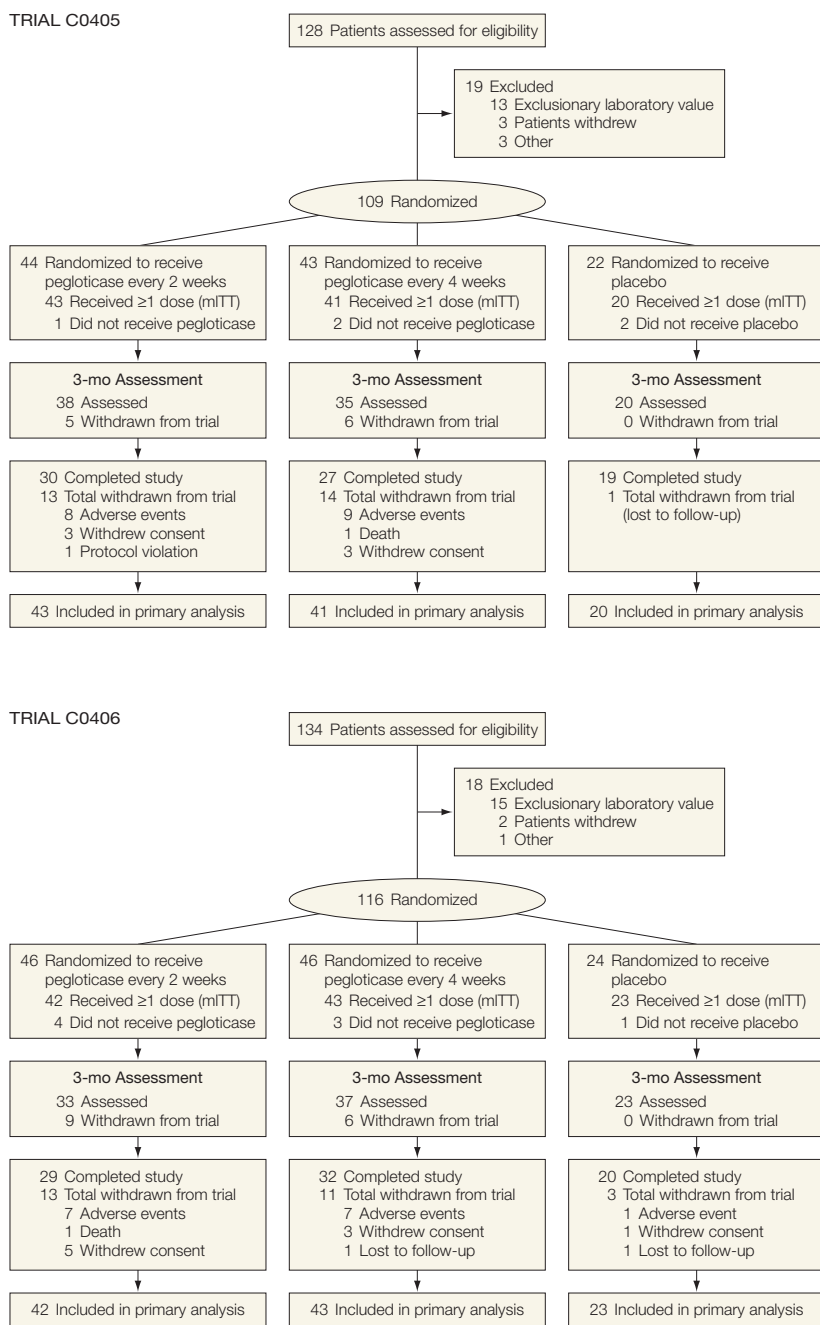 TRIAL C0405
128 Patients assessed for eligibility
19 Excluded
13 Exclusionary laboratory value
3 Patients withdrew
3 Other
109 Randomized
44 Randomized to receive
pegloticase every 2 weeks
43 Received ≥1 dose (mITT)
1 Did not receive pegloticase
43 Randomized to receive
pegloticase every 4 weeks
41 Received ≥1 dose (mITT)
2 Did not receive pegloticase
22 Randomized to receive
placebo
20 Received ≥1 dose (mITT)
2 Did not receive placebo
3-mo Assessment
38 Assessed
5 Withdrawn from trial
3-mo Assessment
35 Assessed
6 Withdrawn from trial
3-mo Assessment
20 Assessed
0 Withdrawn from trial
30 Completed study
13 Total withdrawn from trial
8 Adverse events
3 Withdrew consent
1 Protocol violation
27 Completed study
14 Total withdrawn from trial
9 Adverse events
1 Death
3 Withdrew consent
19 Completed study
1 Total withdrawn from trial
(lost to follow-up)
43 Included in primary analysis
41 Included in primary analysis
20 Included in primary analysis
TRIAL C0406
134 Patients assessed for eligibility
18 Excluded
15 Exclusionary laboratory value
2 Patients withdrew
1 Other
116 Randomized
46 Randomized to receive
pegloticase every 2 weeks
42 Received ≥1 dose (mITT)
4 Did not receive pegloticase
46 Randomized to receive
pegloticase every 4 weeks
43 Received ≥1 dose (mITT)
3 Did not receive pegloticase
24 Randomized to receive
placebo
23 Received ≥1 dose (mITT)
1 Did not receive placebo
3-mo Assessment
33 Assessed
9 Withdrawn from trial
3-mo Assessment
37 Assessed
6 Withdrawn from trial
3-mo Assessment
23 Assessed
0 Withdrawn from trial
29 Completed study
13 Total withdrawn from trial
7 Adverse events
1 Death
5 Withdrew consent
32 Completed study
11 Total withdrawn from trial
7 Adverse events
3 Withdrew consent
1 Lost to follow-up
20 Completed study
3 Total withdrawn from trial
1 Adverse event
1 Withdrew consent
1 Lost to follow-up
42 Included in primary analysis
43 Included in primary analysis
23 Included in primary analysis